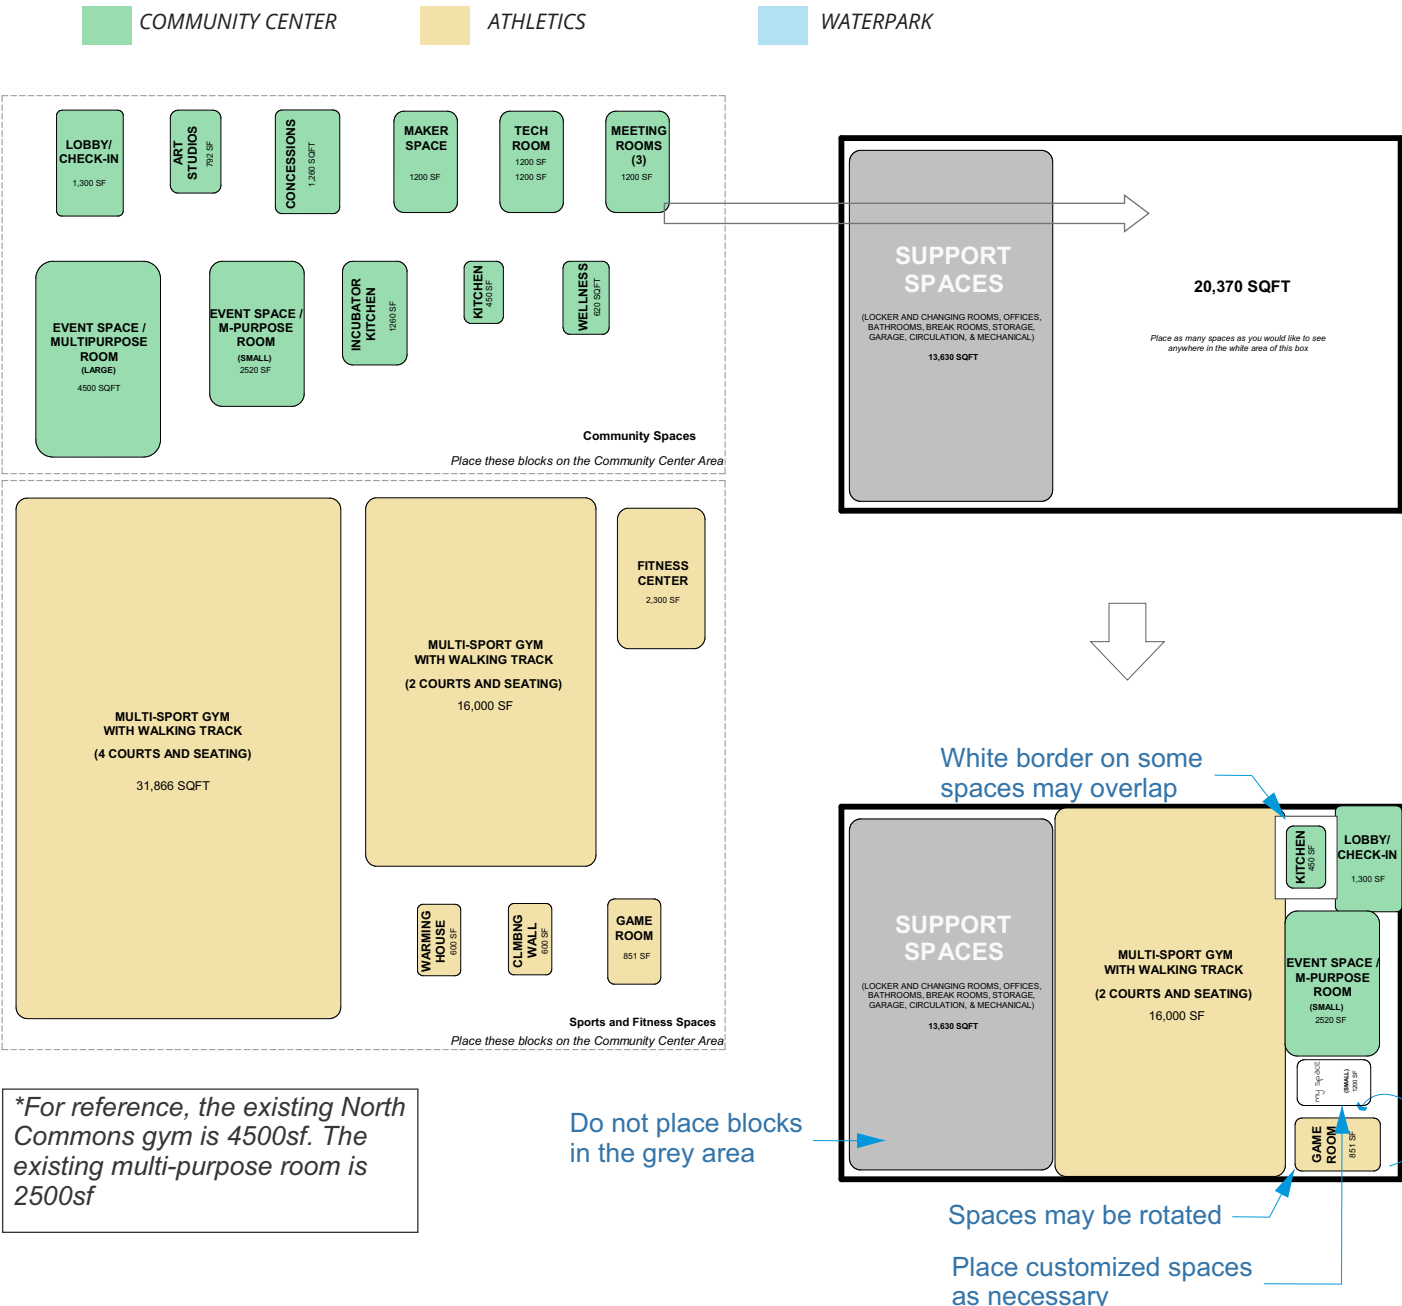 COMMUNITY CENTER
ATHLETICS
WATERPARK
LOBBY/
CHECK-IN
1,300 SF
ART
STUDIOS
792 SF
CONCESSIONS
1,260 SQFT
MAKER
SPACE
1200 SF
TECH
ROOM
1200 SF
1200 SF
MEETING
ROOMS
(3)
1200 SF
EVENT SPACE /
MULTIPURPOSE
ROOM
(LARGE)
4500 SQFT
EVENT SPACE /
M-PURPOSE
ROOM
(SMALL)
2520 SF
INCUBATOR
KITCHEN
1260 SF
KITCHEN
450 SF
WELLNESS
620 SQFT
Community Spaces
Place these blocks on the Community Center Area
SUPPORT
SPACES
(LOCKER AND CHANGING ROOMS, OFFICES,
BATHROOMS, BREAK ROOMS, STORAGE,
GARAGE, CIRCULATION, & MECHANICAL)
13,630 SQFT
20,370 SQFT
Place as many spaces as you would like to see
anywhere in the white area of this box
MULTI-SPORT GYM
WITH WALKING TRACK
(4 COURTS AND SEATING)
31,866 SQFT
MULTI-SPORT GYM
WITH WALKING TRACK
(2 COURTS AND SEATING)
16,000 SF
FITNESS
CENTER
2,300 SF
WARMING
HOUSE
600 SF
CLMBNG
WALL
600 SF
GAME
ROOM
851 SF
Sports and Fitness Spaces
Place these blocks on the Community Center Area
*For reference, the existing North
Commons gym is 4500sf. The
existing multi-purpose room is
2500sf
White border on some
spaces may overlap
SUPPORT
SPACES
(LOCKER AND CHANGING ROOMS, OFFICES,
BATHROOMS, BREAK ROOMS, STORAGE,
GARAGE, CIRCULATION, & MECHANICAL)
13,630 SQFT
MULTI-SPORT GYM
WITH WALKING TRACK
(2 COURTS AND SEATING)
16,000 SF
KITCHEN
450 SF
LOBBY/
CHECK-IN
1,300 SF
EVENT SPACE /
M-PURPOSE
ROOM
(SMALL)
2520 SF
my space
(SMALL)
1200 SF
GAME
ROOM
851 SF
Do not place blocks
in the grey area
Spaces may be rotated
Place customized spaces
as necessary